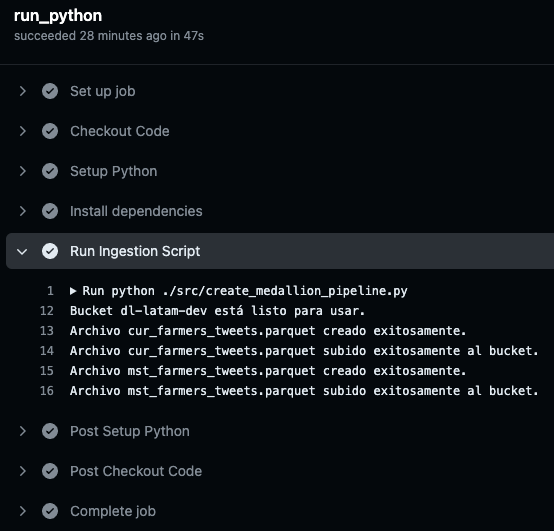 run_python
succeeded 28 minutes ago in 47s
Set up job
Checkout Code
Setup Python
Install dependencies
Run Ingestion Script
1 Run python ./src/create_medallion_pipeline.py
12 Bucket dl-latam-dev está listo para usar.
13 Archivo cur_farmers_tweets.parquet creado exitosamente.
14 Archivo cur_farmers_tweets.parquet subido exitosamente al bucket.
15 Archivo mst_farmers_tweets.parquet creado exitosamente.
16 Archivo mst_farmers_tweets.parquet subido exitosamente al bucket.
Post Setup Python
Post Checkout Code
Complete job